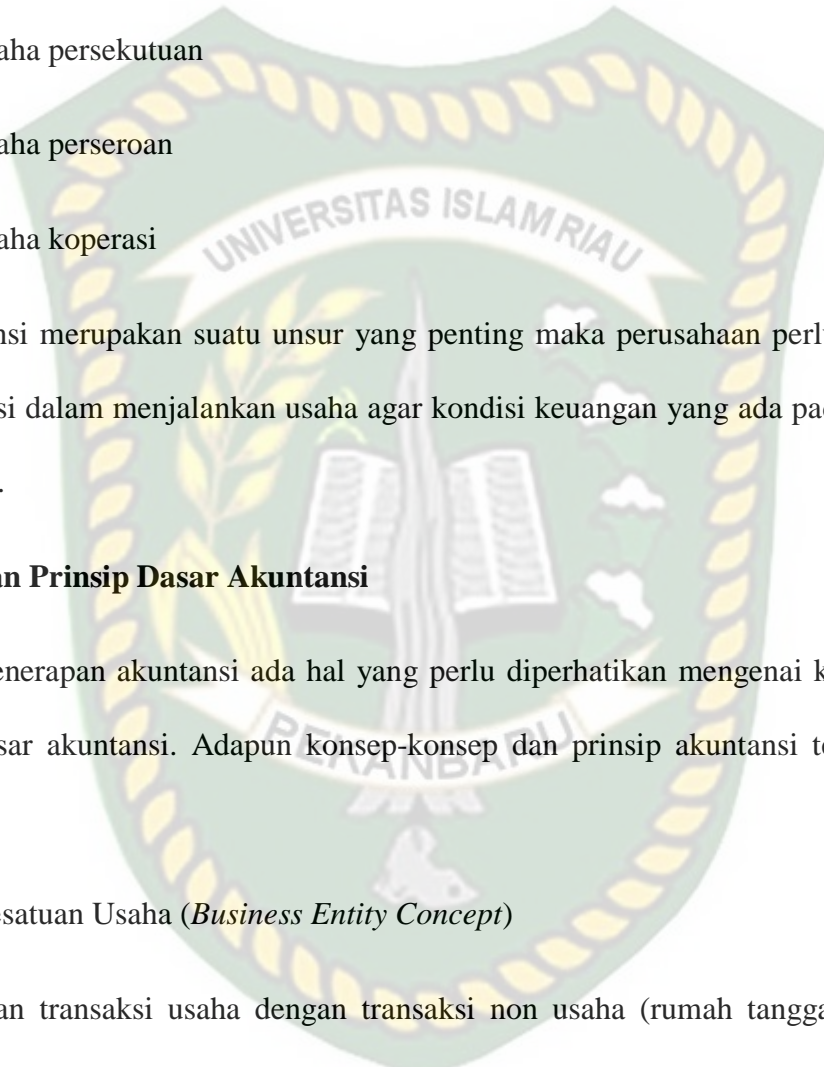 aha persekutuan
aha perseroan
UNIVERSITAS ISLAM RIAU
aha koperasi
nsi merupakan suatu unsur yang penting maka perusahaan perl
si dalam menjalankan usaha agar kondisi keuangan yang ada pa
.
an Prinsip Dasar Akuntansi
enerapan akuntansi ada hal yang perlu diperhatikan mengenai k
sar akuntansi. Adapun konsep-konsep dan prinsip akuntansi te
PEKANBARU
esatuan Usaha (Business Entity Concept)
an transaksi usaha dengan transaksi non usaha (rumah tangga